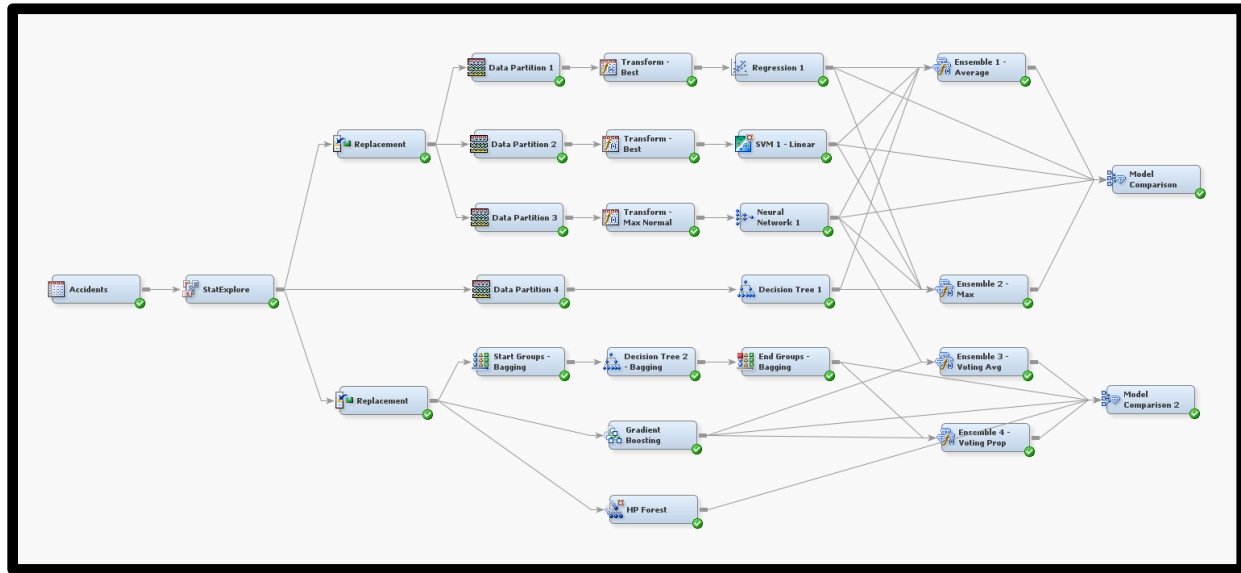 Data Partition 1
Transform -
Best
Regression 1
Ensemble 1 -
Average
Replacement
Data Partition 2
Transform -
Best
SVM 1 - Linear
Model
Comparison
Data Partition 3
Transform -
Max Normal
Neural
Network 1
Accidents
StatExplore
Data Partition 4
Decision Tree 1
Ensemble 2 -
Max
Start Groups -
Bagging
Decision Tree 2
- Bagging
End Groups -
Bagging
Ensemble 3 -
Voting Avg
Replacement
Model
Comparison 2
Gradient
Boosting
Ensemble 4 -
Voting Prop
HP Forest